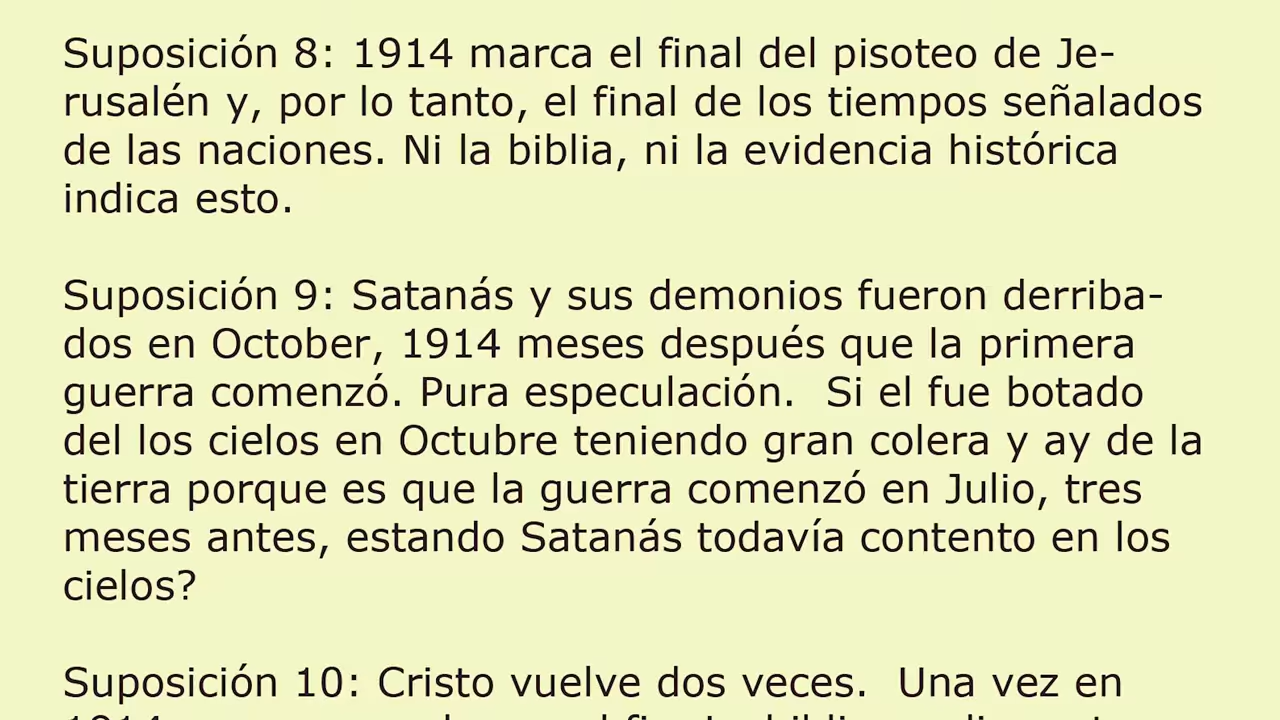 Suposición 8: 1914 marca el final del pisoteo de Je-
rusalén y, por lo tanto, el final de los tiempos señalados
de las naciones. Ni la biblia, ni la evidencia histórica
indica esto.
Suposición 9: Satanás y sus demonios fueron derriba-
dos en October, 1914 meses después que la primera
guerra comenzó. Pura especulación.  Si el fue botado
del los cielos en Octubre teniendo gran colera y ay de la
tierra porque es que la guerra comenzó en Julio, tres
meses antes, estando Satanás todavía contento en los
cielos?
Suposición 10: Cristo vuelve dos veces.  Una vez en
1914